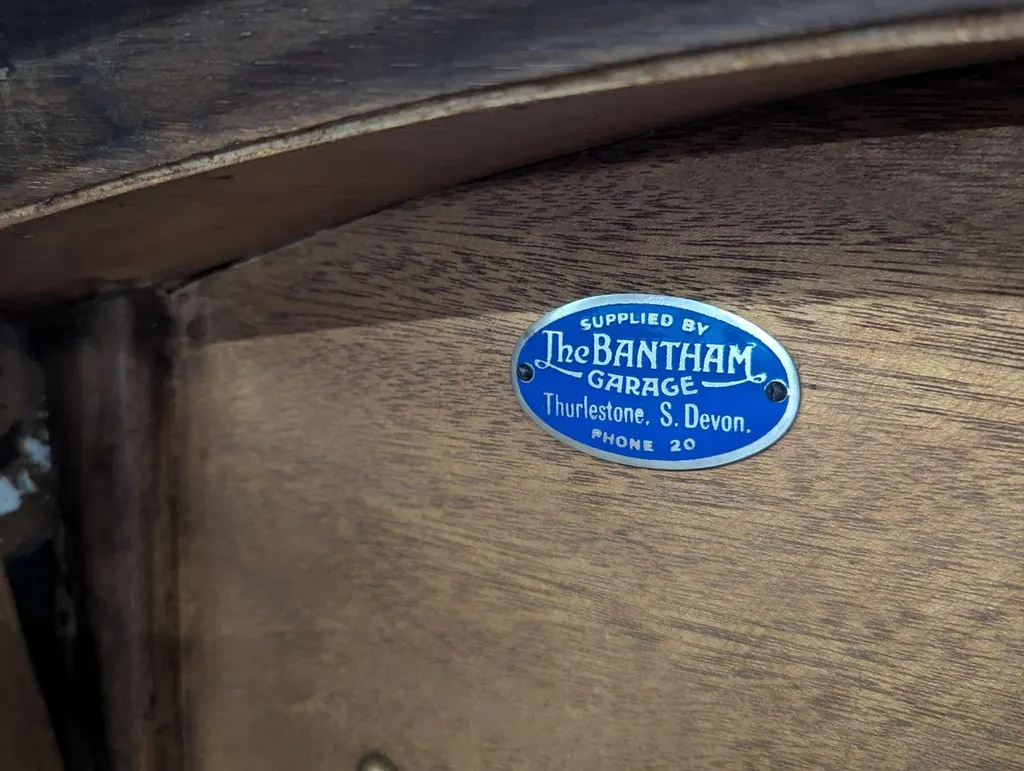 SUPPLIED BY
The BANTHAM
GARAGE
Thurlestone, S. Devon.
PHONE 20